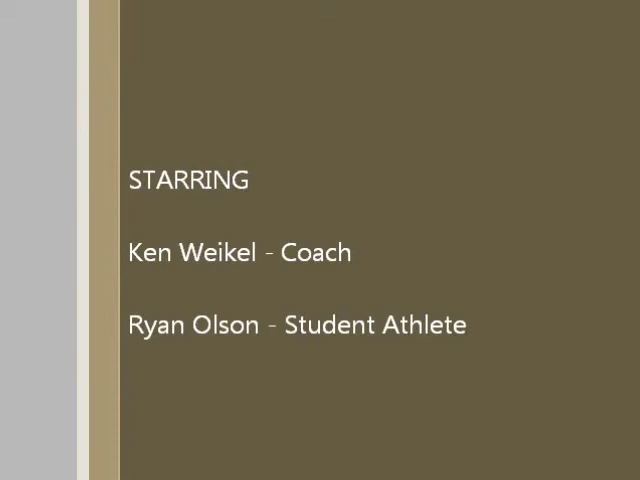 STARRING
Ken Weikel - Coach
Ryan Olson - Student Athlete